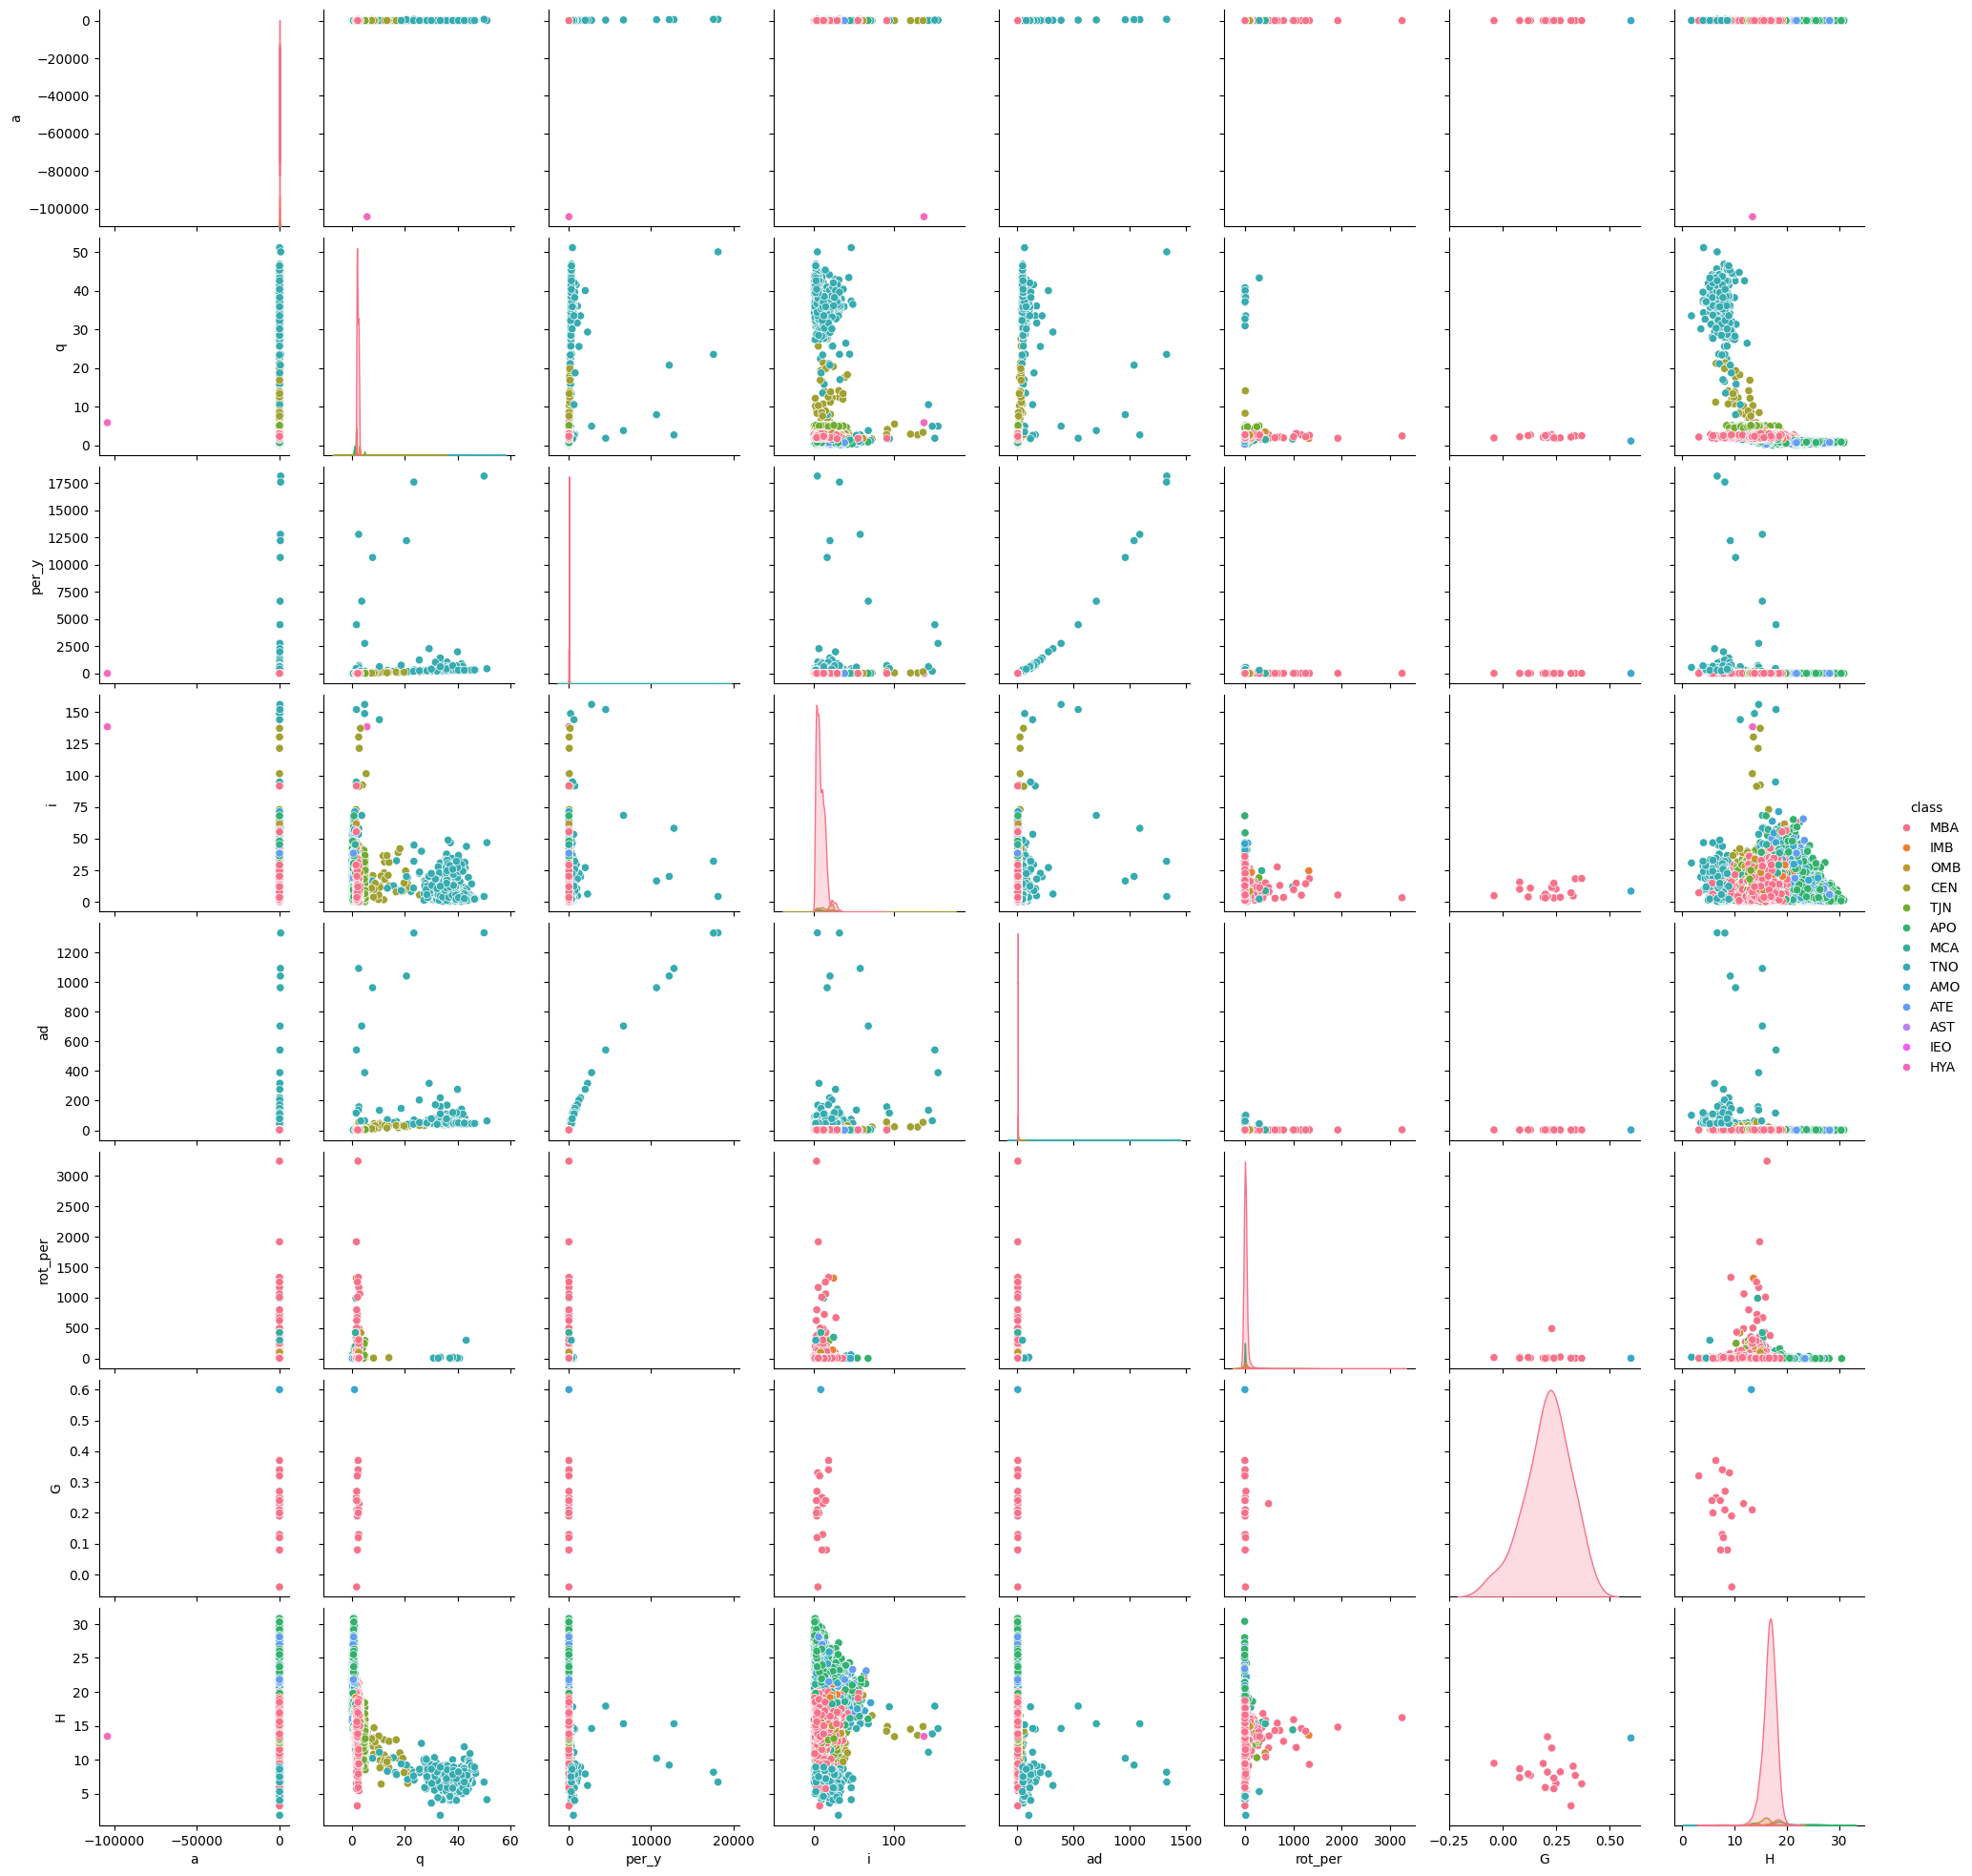 0
−20000
−40000
−60000
−80000
−100000
a
50
40
30
20
10
0
q
17500
15000
12500
10000
7500
5000
2500
0
per_y
150
125
100
75
50
25
0
i
class
MBA
IMB
OMB
CEN
TJN
APO
MCA
TNO
AMO
ATE
AST
IEO
HYA
1200
1000
800
600
400
200
0
ad
3000
2500
2000
1500
1000
500
0
rot_per
0.6
0.5
0.4
0.3
0.2
0.1
0.0
G
30
25
20
15
10
5
H
−100000 −50000 0 0 20 40 60 0 10000 20000 0 100 0 500 1000 1500 0 1000 2000 3000 −0.25 0.00 0.25 0.50 0 10 20 30
a q per_y i ad rot_per G H